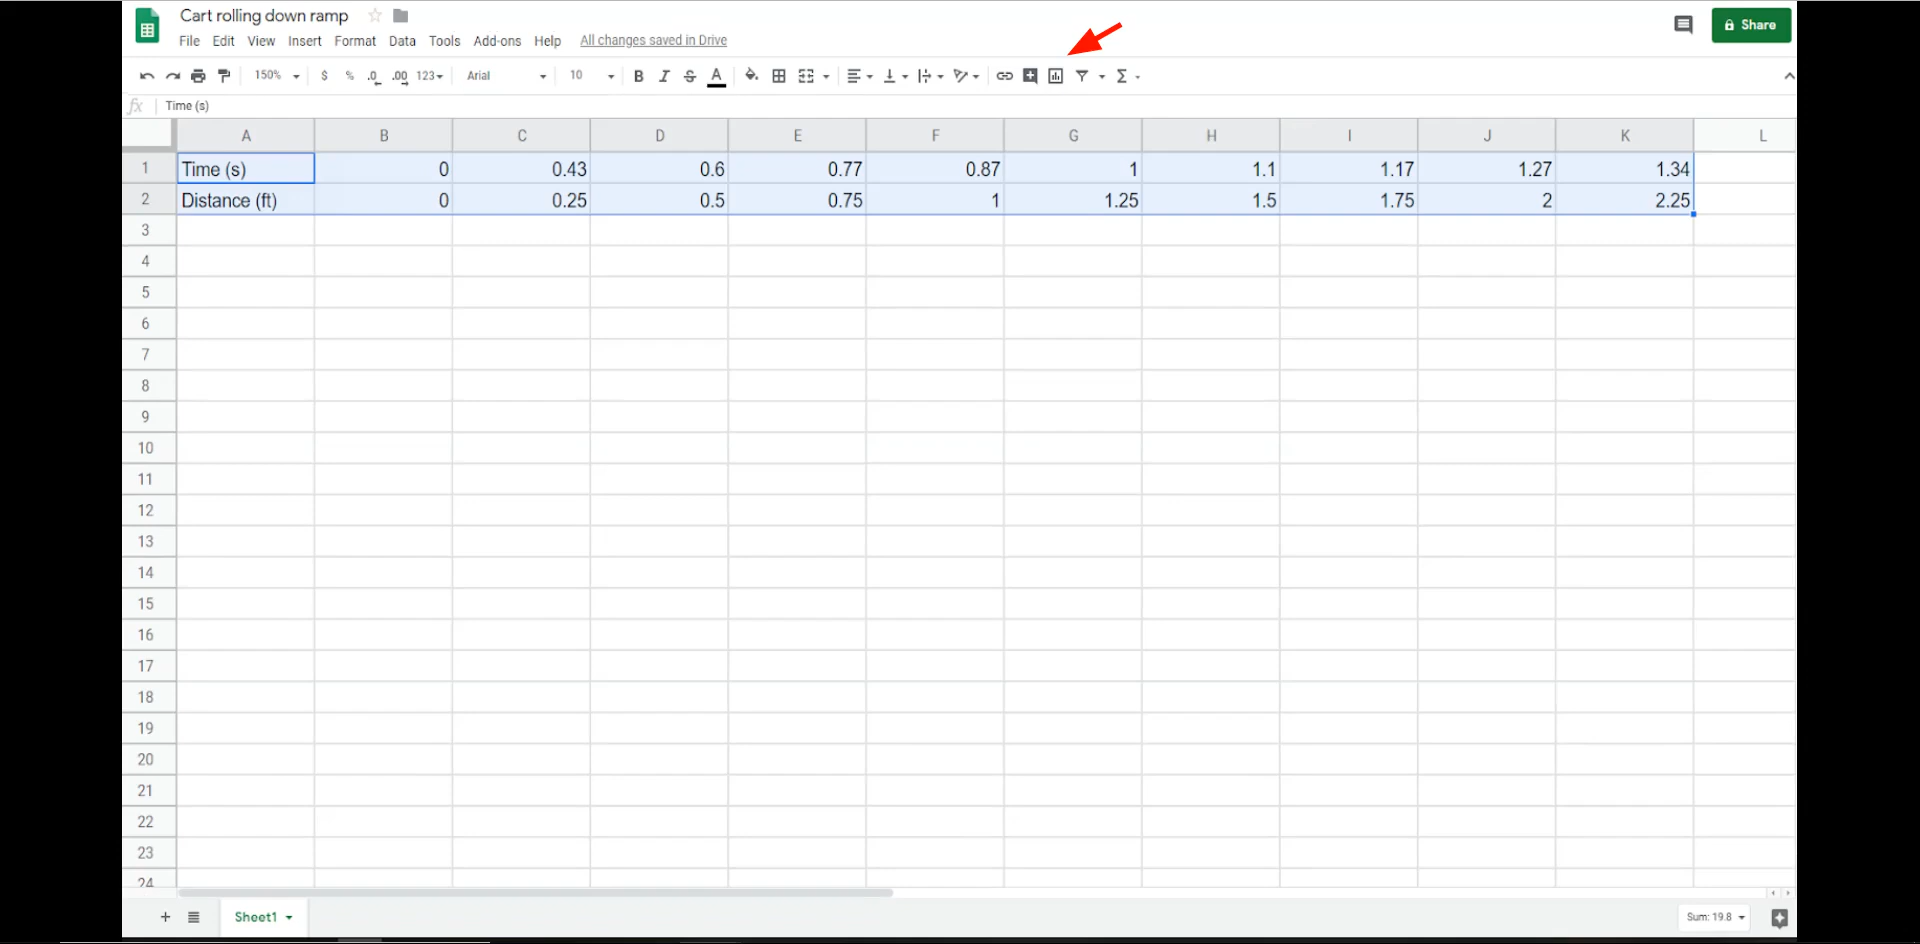 Cart rolling down ramp
File Edit View Insert Format Data Tools Add-ons Help All changes saved in Drive
Share
150% $ % .0 .00 123 Arial 10 B I S A Σ
fx Time (s)
A B C D E F G H I J K L
1 Time (s) 0 0.43 0.6 0.77 0.87 1 1.1 1.17 1.27 1.34
2 Distance (ft) 0 0.25 0.5 0.75 1 1.25 1.5 1.75 2 2.25
3
4
5
6
7
8
9
10
11
12
13
14
15
16
17
18
19
20
21
22
23
24
+ Sheet1 Sum: 19.8